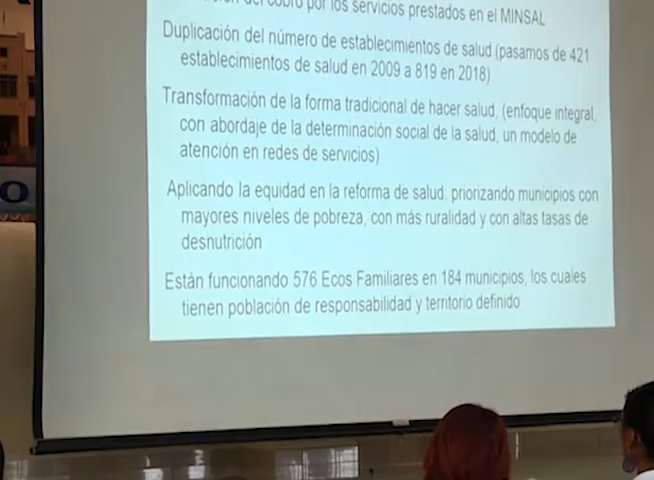 del cobro por los servicios prestados en el MINSAL
Duplicación del número de establecimientos de salud (pasamos de 421
establecimientos de salud en 2009 a 819 en 2018)
Transformación de la forma tradicional de hacer salud, (enfoque integral,
con abordaje de la determinación social de la salud, un modelo de
atención en redes de servicios)
Aplicando la equidad en la reforma de salud: priorizando municipios con
mayores niveles de pobreza, con más ruralidad y con altas tasas de
desnutrición
Están funcionando 576 Ecos Familiares en 184 municipios, los cuales
tienen población de responsabilidad y territorio definido